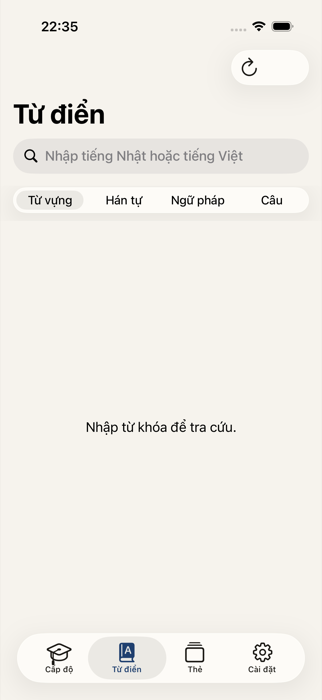 22:35
Từ điển
Nhập tiếng Nhật hoặc tiếng Việt
Từ vựng
Hán tự
Ngữ pháp
Câu
Nhập từ khóa để tra cứu.
A
Cấp độ
Từ điển
Thẻ
Cài đặt